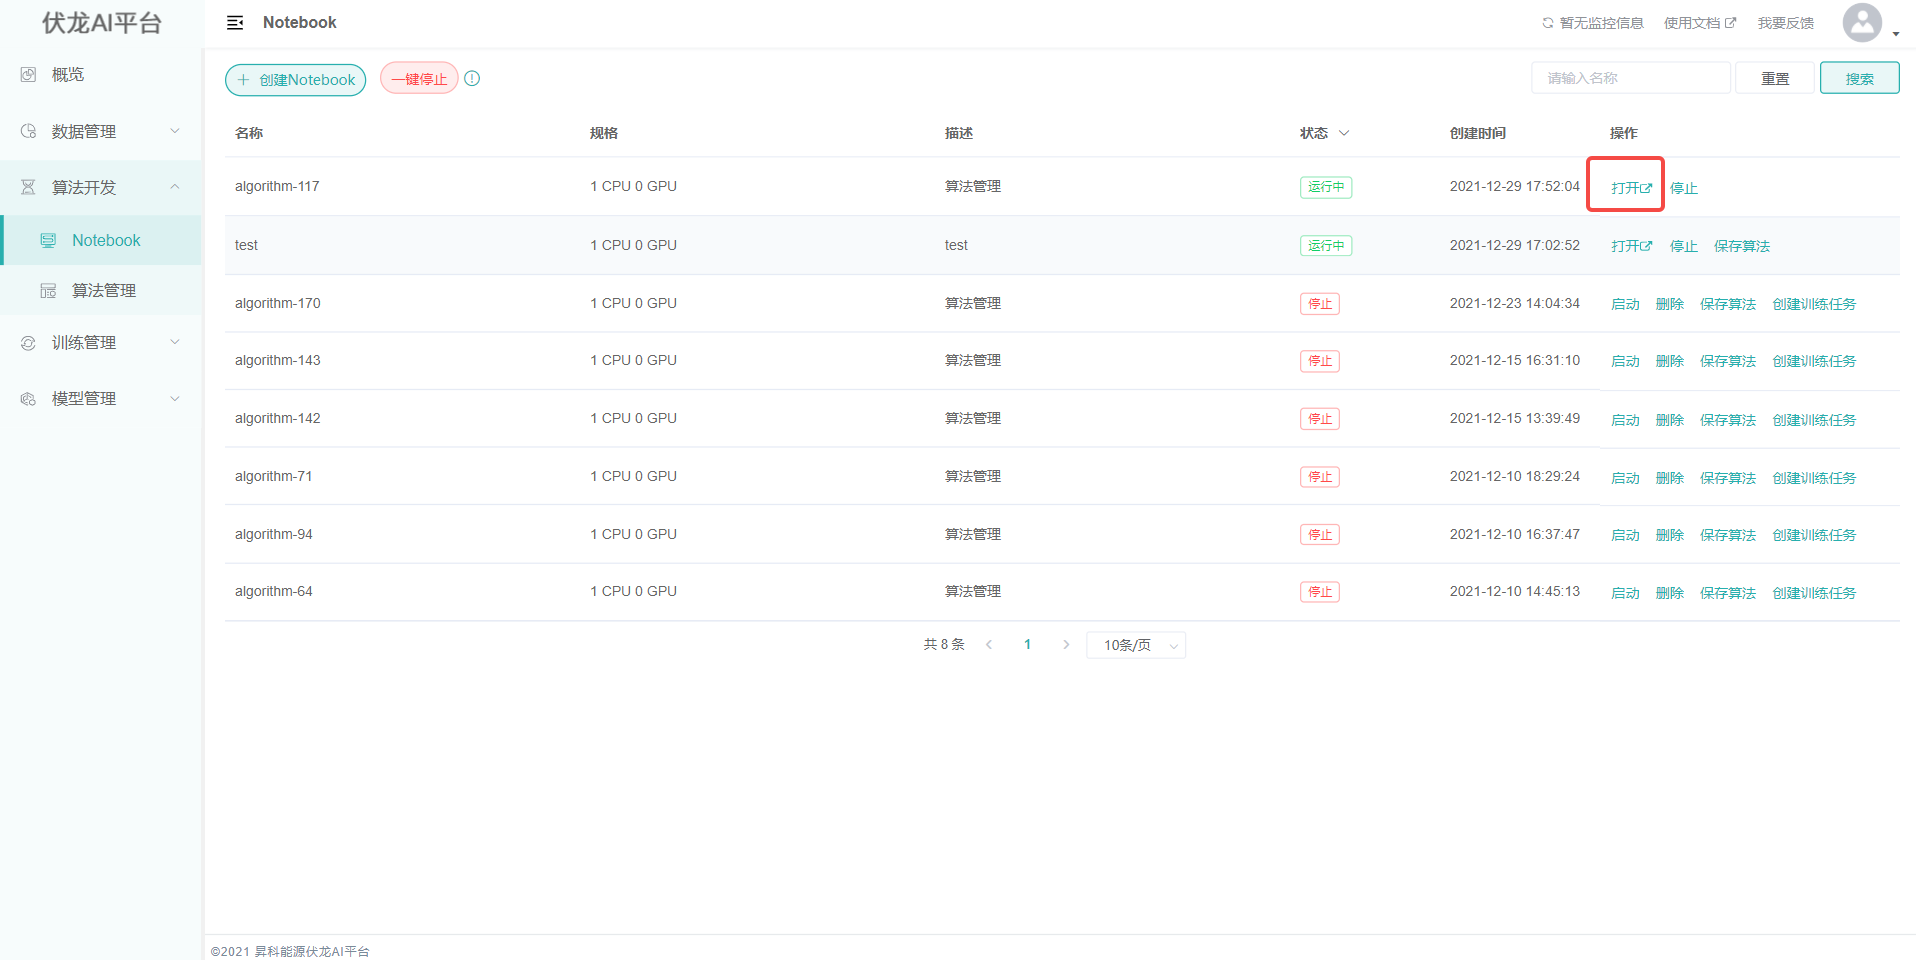 伏龙AI平台
Notebook
暂无监控信息 使用文档 我要反馈
概览
数据管理
算法开发
Notebook
算法管理
训练管理
模型管理
创建Notebook 一键停止
请输入名称 重置 搜索
名称 规格 描述 状态 创建时间 操作
algorithm-117 1 CPU 0 GPU 算法管理 运行中 2021-12-29 17:52:04 打开 停止
test 1 CPU 0 GPU test 运行中 2021-12-29 17:02:52 打开 停止 保存算法
algorithm-170 1 CPU 0 GPU 算法管理 停止 2021-12-23 14:04:34 启动 删除 保存算法 创建训练任务
algorithm-143 1 CPU 0 GPU 算法管理 停止 2021-12-15 16:31:10 启动 删除 保存算法 创建训练任务
algorithm-142 1 CPU 0 GPU 算法管理 停止 2021-12-15 13:39:49 启动 删除 保存算法 创建训练任务
algorithm-71 1 CPU 0 GPU 算法管理 停止 2021-12-10 18:29:24 启动 删除 保存算法 创建训练任务
algorithm-94 1 CPU 0 GPU 算法管理 停止 2021-12-10 16:37:47 启动 删除 保存算法 创建训练任务
algorithm-64 1 CPU 0 GPU 算法管理 停止 2021-12-10 14:45:13 启动 删除 保存算法 创建训练任务
共 8 条 1 10条/页
©2021 昇科能源伏龙AI平台